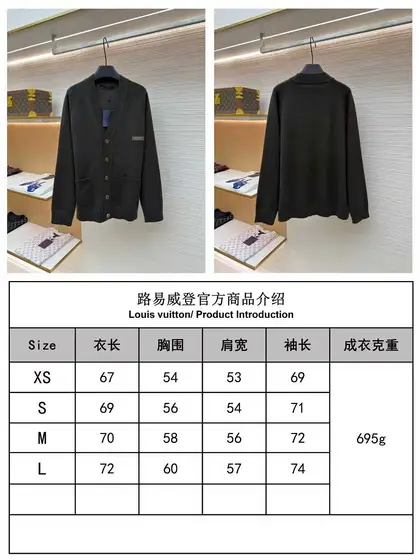 路易威登官方商品介绍
Louis vuitton/ Product Introduction
Size 衣长 胸围 肩宽 袖长 成衣克重
XS 67 54 53 69
S 69 56 54 71
M 70 58 56 72 695g
L 72 60 57 74